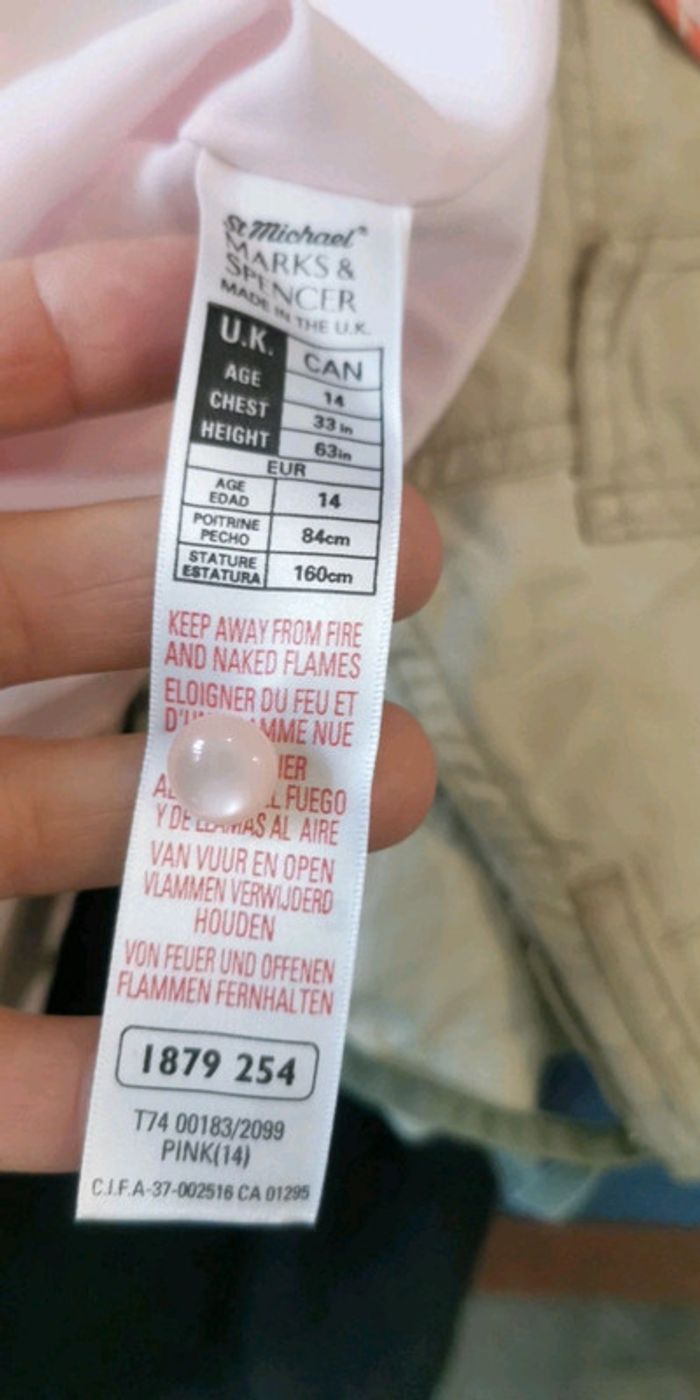 St Michael®
MARKS &
SPENCER
MADE IN THE U.K.
U.K. CAN
AGE 14
CHEST 33 in
HEIGHT 63in
EUR
AGE
EDAD 14
POITRINE
PECHO 84cm
STATURE
ESTATURA 160cm
KEEP AWAY FROM FIRE
AND NAKED FLAMES
ELOIGNER DU FEU ET
NUE
FUEGO
Y DE LLAMAS AL AIRE
VAN VUUR EN OPEN
VLAMMEN VERWIJDERD
HOUDEN
VON FEUER UND OFFENEN
FLAMMEN FERNHALTEN
1879 254
T74 00183/2099
PINK(14)
C.I.F.A-37-002516 CA 01295